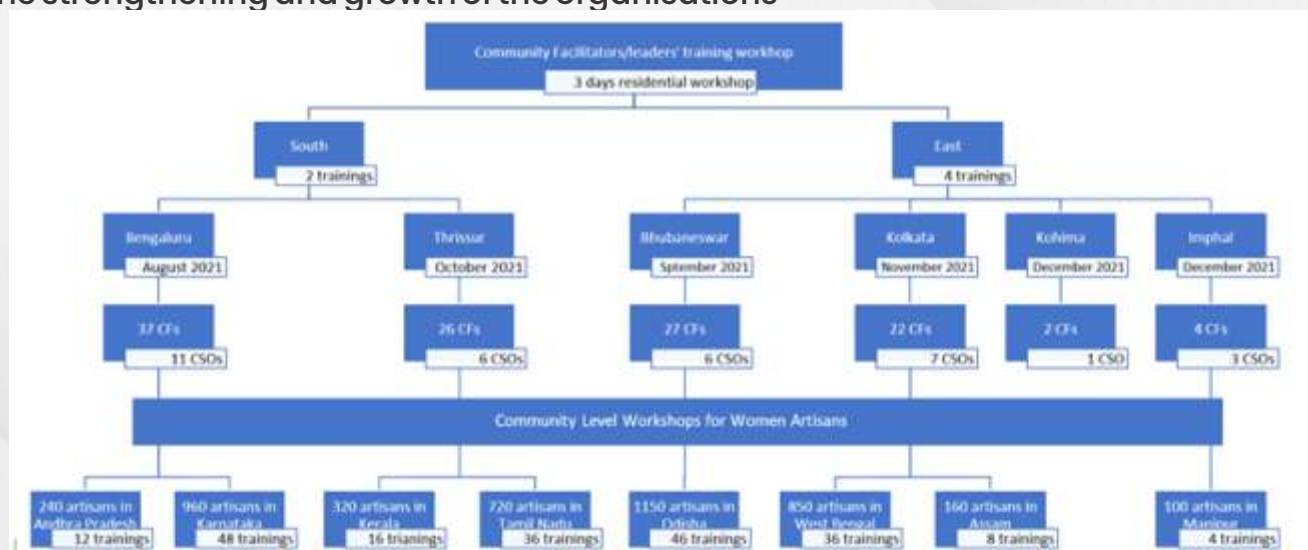 the strengthening and growth of the organisations
Community Facilitators/leaders' training workhop
3 days residential workshop
South
2 trainings
East
4 trainings
Bengaluru
August 2021
Thrissur
October 2021
Bhubaneswar
Sptember 2021
Kolkata
November 2021
Kohima
December 2021
Imphal
December 2021
37 CFs
11 CSOs
26 CFs
6 CSOs
27 CFs
6 CSOs
22 CFs
7 CSOs
2 CFs
1 CSO
4 CFs
3 CSOs
Community Level Workshops for Women Artisans
240 artisans in
Andhra Pradesh
12 trainings
960 artisans in
Karnataka
48 trainings
320 artisans in
Kerala
16 trianings
720 artisans in
Tamil Nadu
36 trainings
1150 artisans in
Odisha
46 trainings
850 artisans in
West Bengal
36 trainings
160 artisans in
Assam
8 trainings
100 artisans in
Manipur
4 trainings